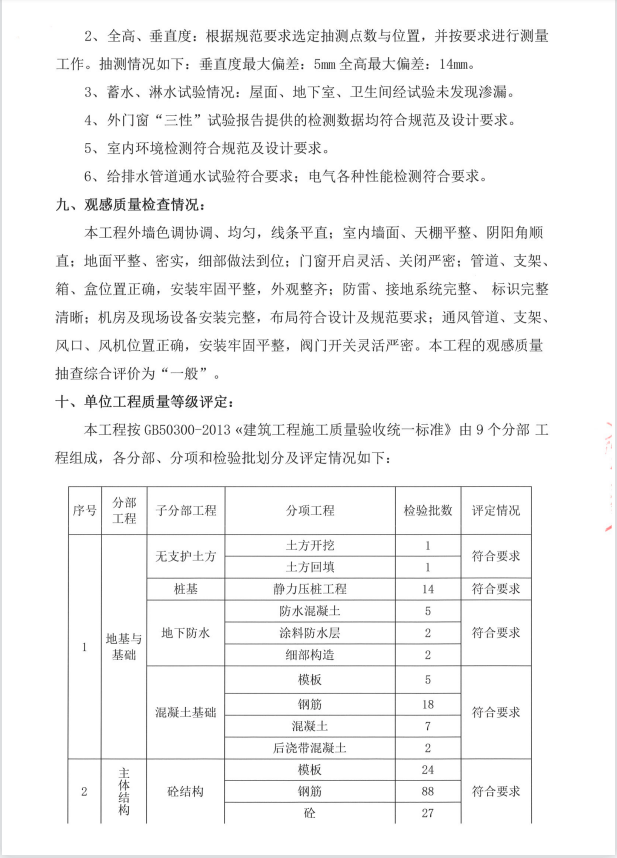 2、全高、垂直度：根据规范要求选定抽测点数与位置，并按要求进行测量
工作。抽测情况如下：垂直度最大偏差：5mm 全高最大偏差：14mm。
3、蓄水、淋水试验情况：屋面、地下室、卫生间经试验未发现渗漏。
4、外门窗“三性”试验报告提供的检测数据均符合规范及设计要求。
5、室内环境检测符合规范及设计要求。
6、给排水管道通水试验符合要求；电气各种性能检测符合要求。
九、观感质量检查情况：
本工程外墙色调协调、均匀，线条平直；室内墙面、天棚平整、阴阳角顺
直；地面平整、密实，细部做法到位；门窗开启灵活、关闭严密；管道、支架、
箱、盒位置正确，安装牢固平整，外观整齐；防雷、接地系统完整、 标识完整
清晰；机房及现场设备安装完整，布局符合设计及规范要求；通风管道、支架、
风口、风机位置正确，安装牢固平整，阀门开关灵活严密。本工程的观感质量
抽查综合评价为“一般”。
十、单位工程质量等级评定：
本工程按 GB50300-2013《建筑工程施工质量验收统一标准》由 9 个分部 工
程组成，各分部、分项和检验批划分及评定情况如下：
序号 分部工程 子分部工程 分项工程 检验批数 评定情况
1 地基与基础 无支护土方 土方开挖 1 符合要求
土方回填 1
桩基 静力压桩工程 14 符合要求
地下防水 防水混凝土 5 符合要求
涂料防水层 2
细部构造 2
混凝土基础 模板 5 符合要求
钢筋 18
混凝土 7
后浇带混凝土 2
2 主体结构 砼结构 模板 24 符合要求
钢筋 88
砼 27